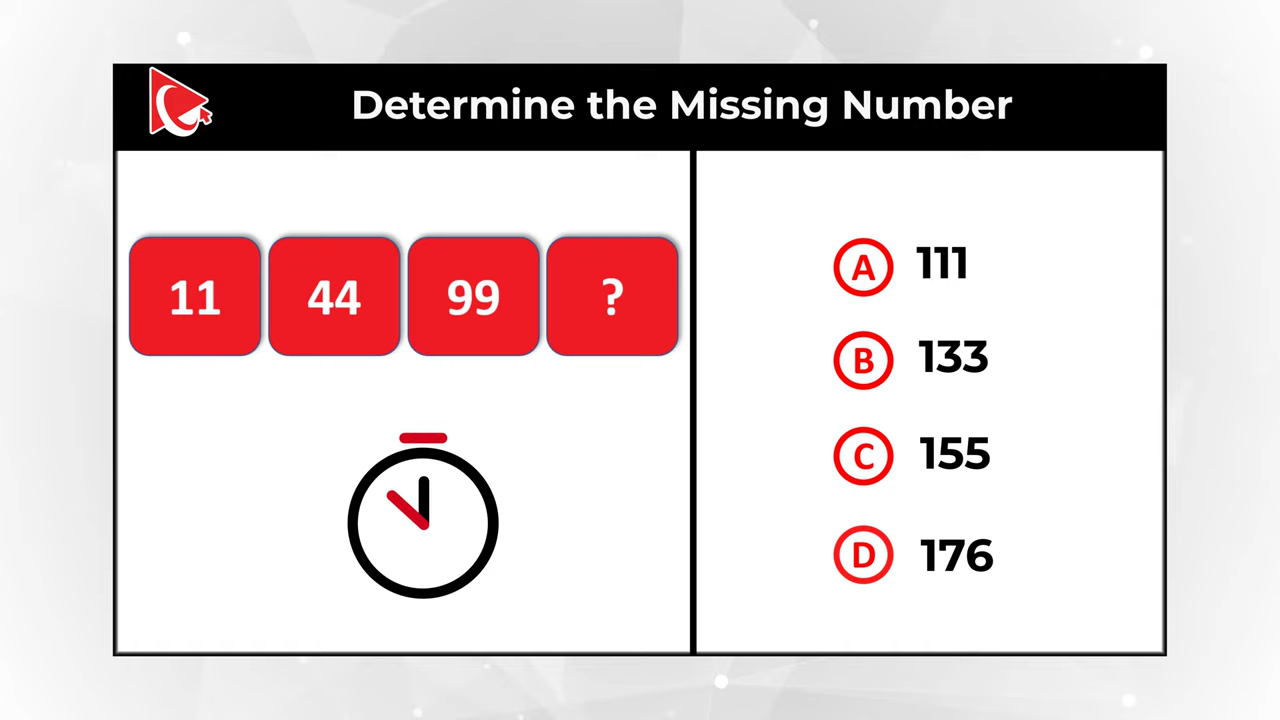 Determine the Missing Number
11 44 99 ?
A 111
B 133
C 155
D 176